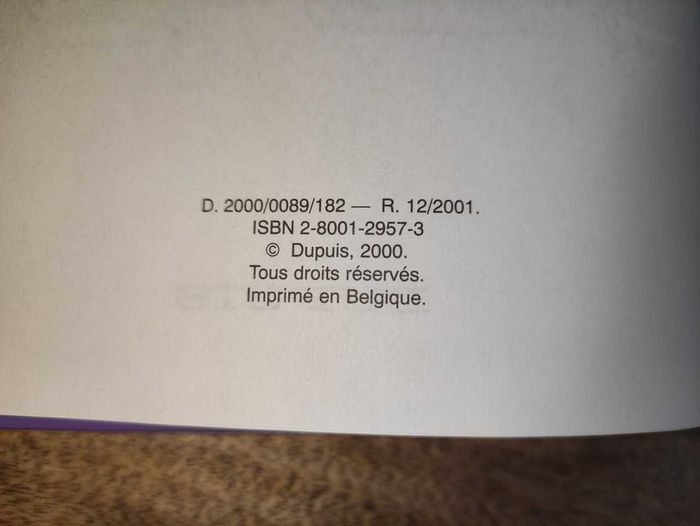 D. 2000/0089/182 — R. 12/2001.
ISBN 2-8001-2957-3
© Dupuis, 2000.
Tous droits réservés.
Imprimé en Belgique.